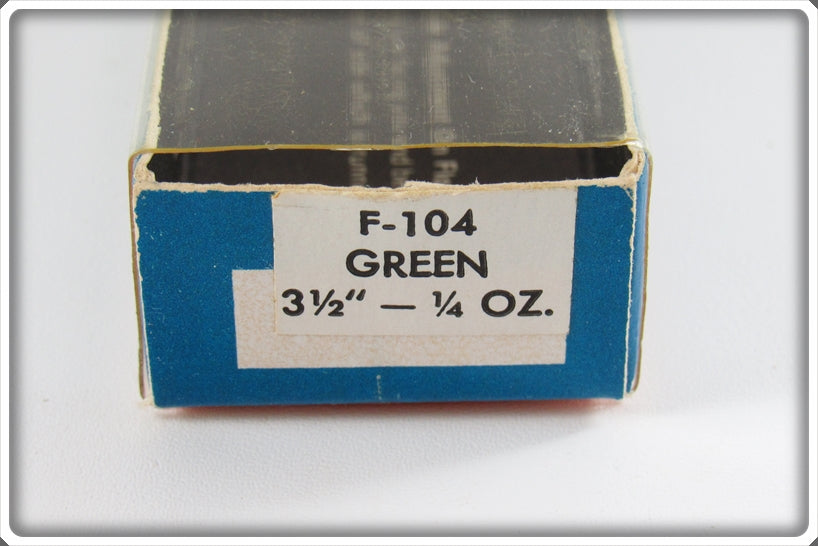 F-104
GREEN
3½" — ¼ OZ.